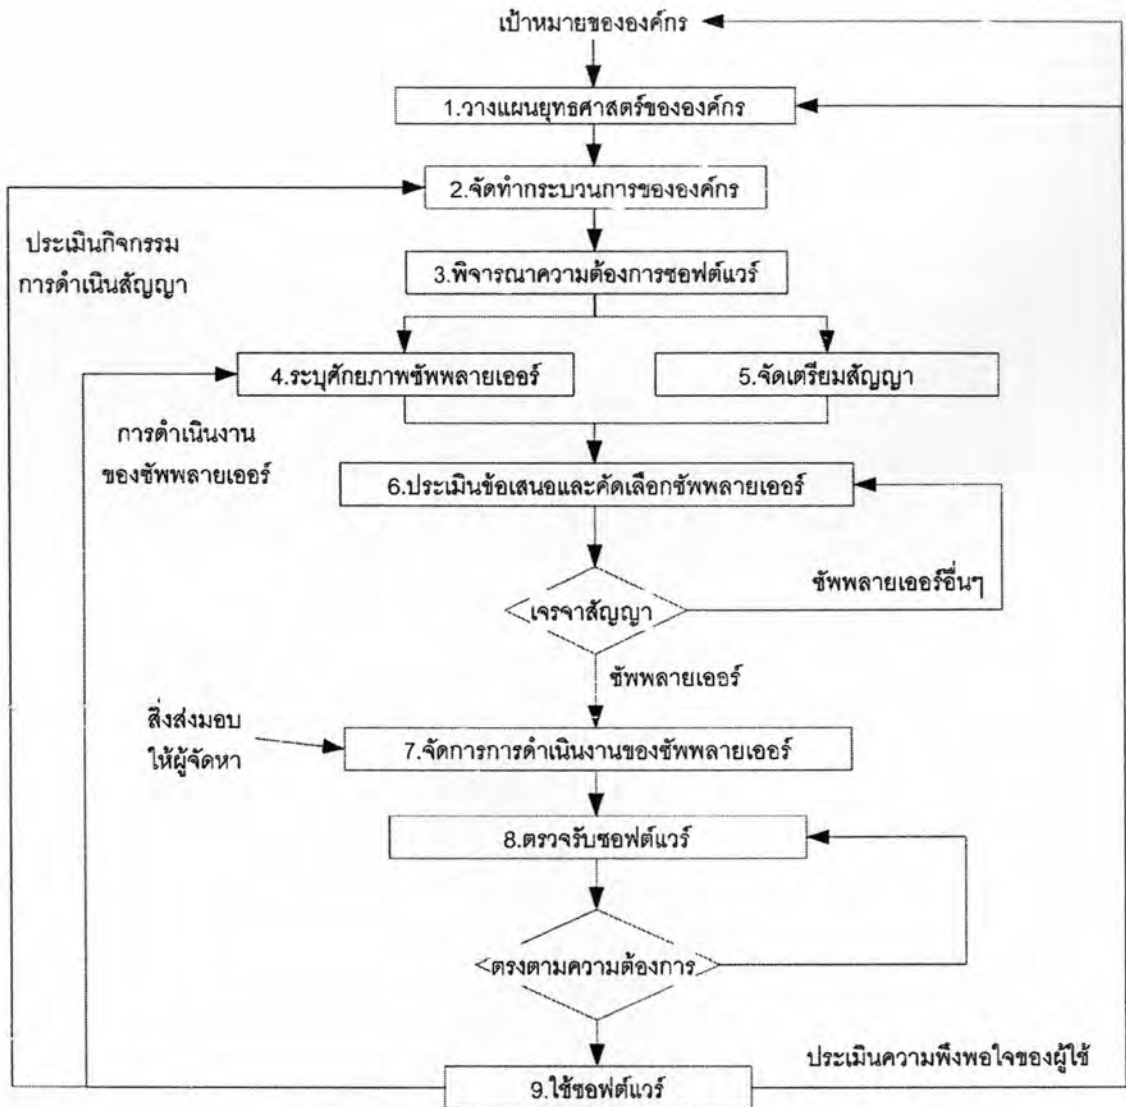 เป้าหมายขององค์กร
1.วางแผนยุทธศาสตร์ขององค์กร
2.จัดทำกระบวนการขององค์กร
ประเมินกิจกรรม
การดำเนินสัญญา
3.พิจารณาความต้องการซอฟต์แวร์
4.ระบุศักยภาพซัพพลายเออร์
5.จัดเตรียมสัญญา
การดำเนินงาน
ของซัพพลายเออร์
6.ประเมินข้อเสนอและคัดเลือกซัพพลายเออร์
ซัพพลายเออร์อื่นๆ
เจรจาสัญญา
ซัพพลายเออร์
สิ่งส่งมอบ
ให้ผู้จัดหา
7.จัดการการดำเนินงานของซัพพลายเออร์
8.ตรวจรับซอฟต์แวร์
ตรงตามความต้องการ
ประเมินความพึงพอใจของผู้ใช้
9.ใช้ซอฟต์แวร์